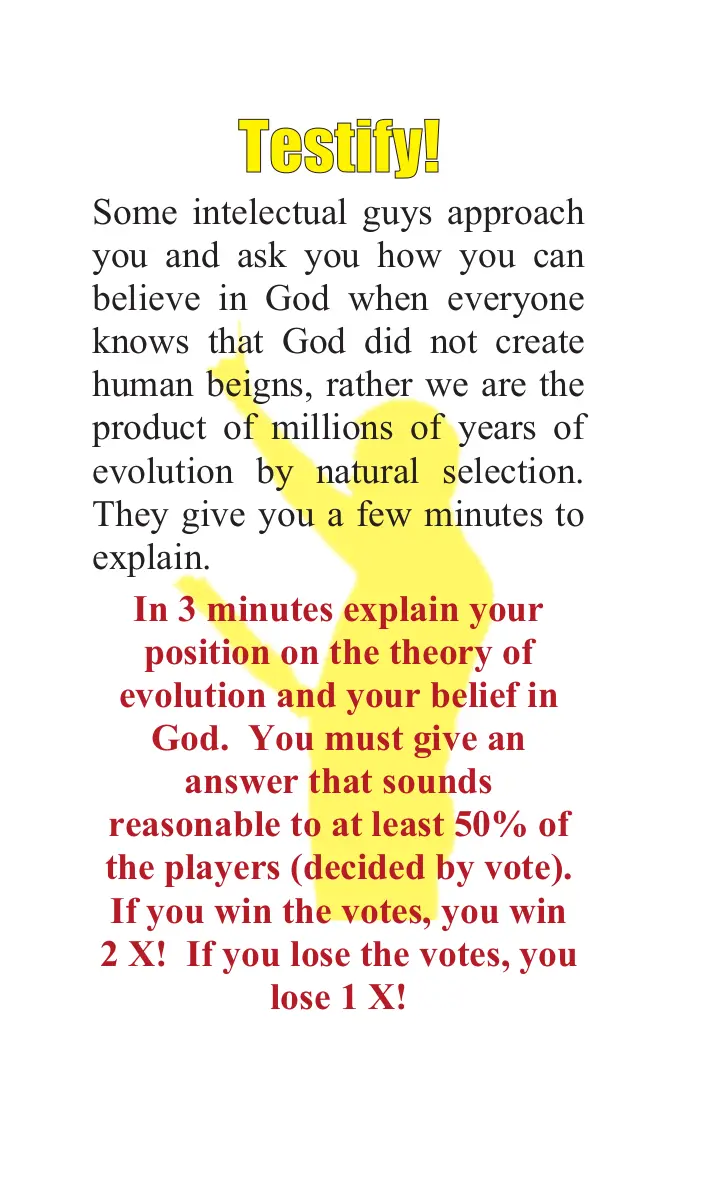 Testify!
Some intelectual guys approach
you and ask you how you can
believe in God when everyone
knows that God did not create
human beigns, rather we are the
product of millions of years of
evolution by natural selection.
They give you a few minutes to
explain.
In 3 minutes explain your
position on the theory of
evolution and your belief in
God.  You must give an
answer that sounds
reasonable to at least 50% of
the players (decided by vote).
If you win the votes, you win
2 X!  If you lose the votes, you
lose 1 X!